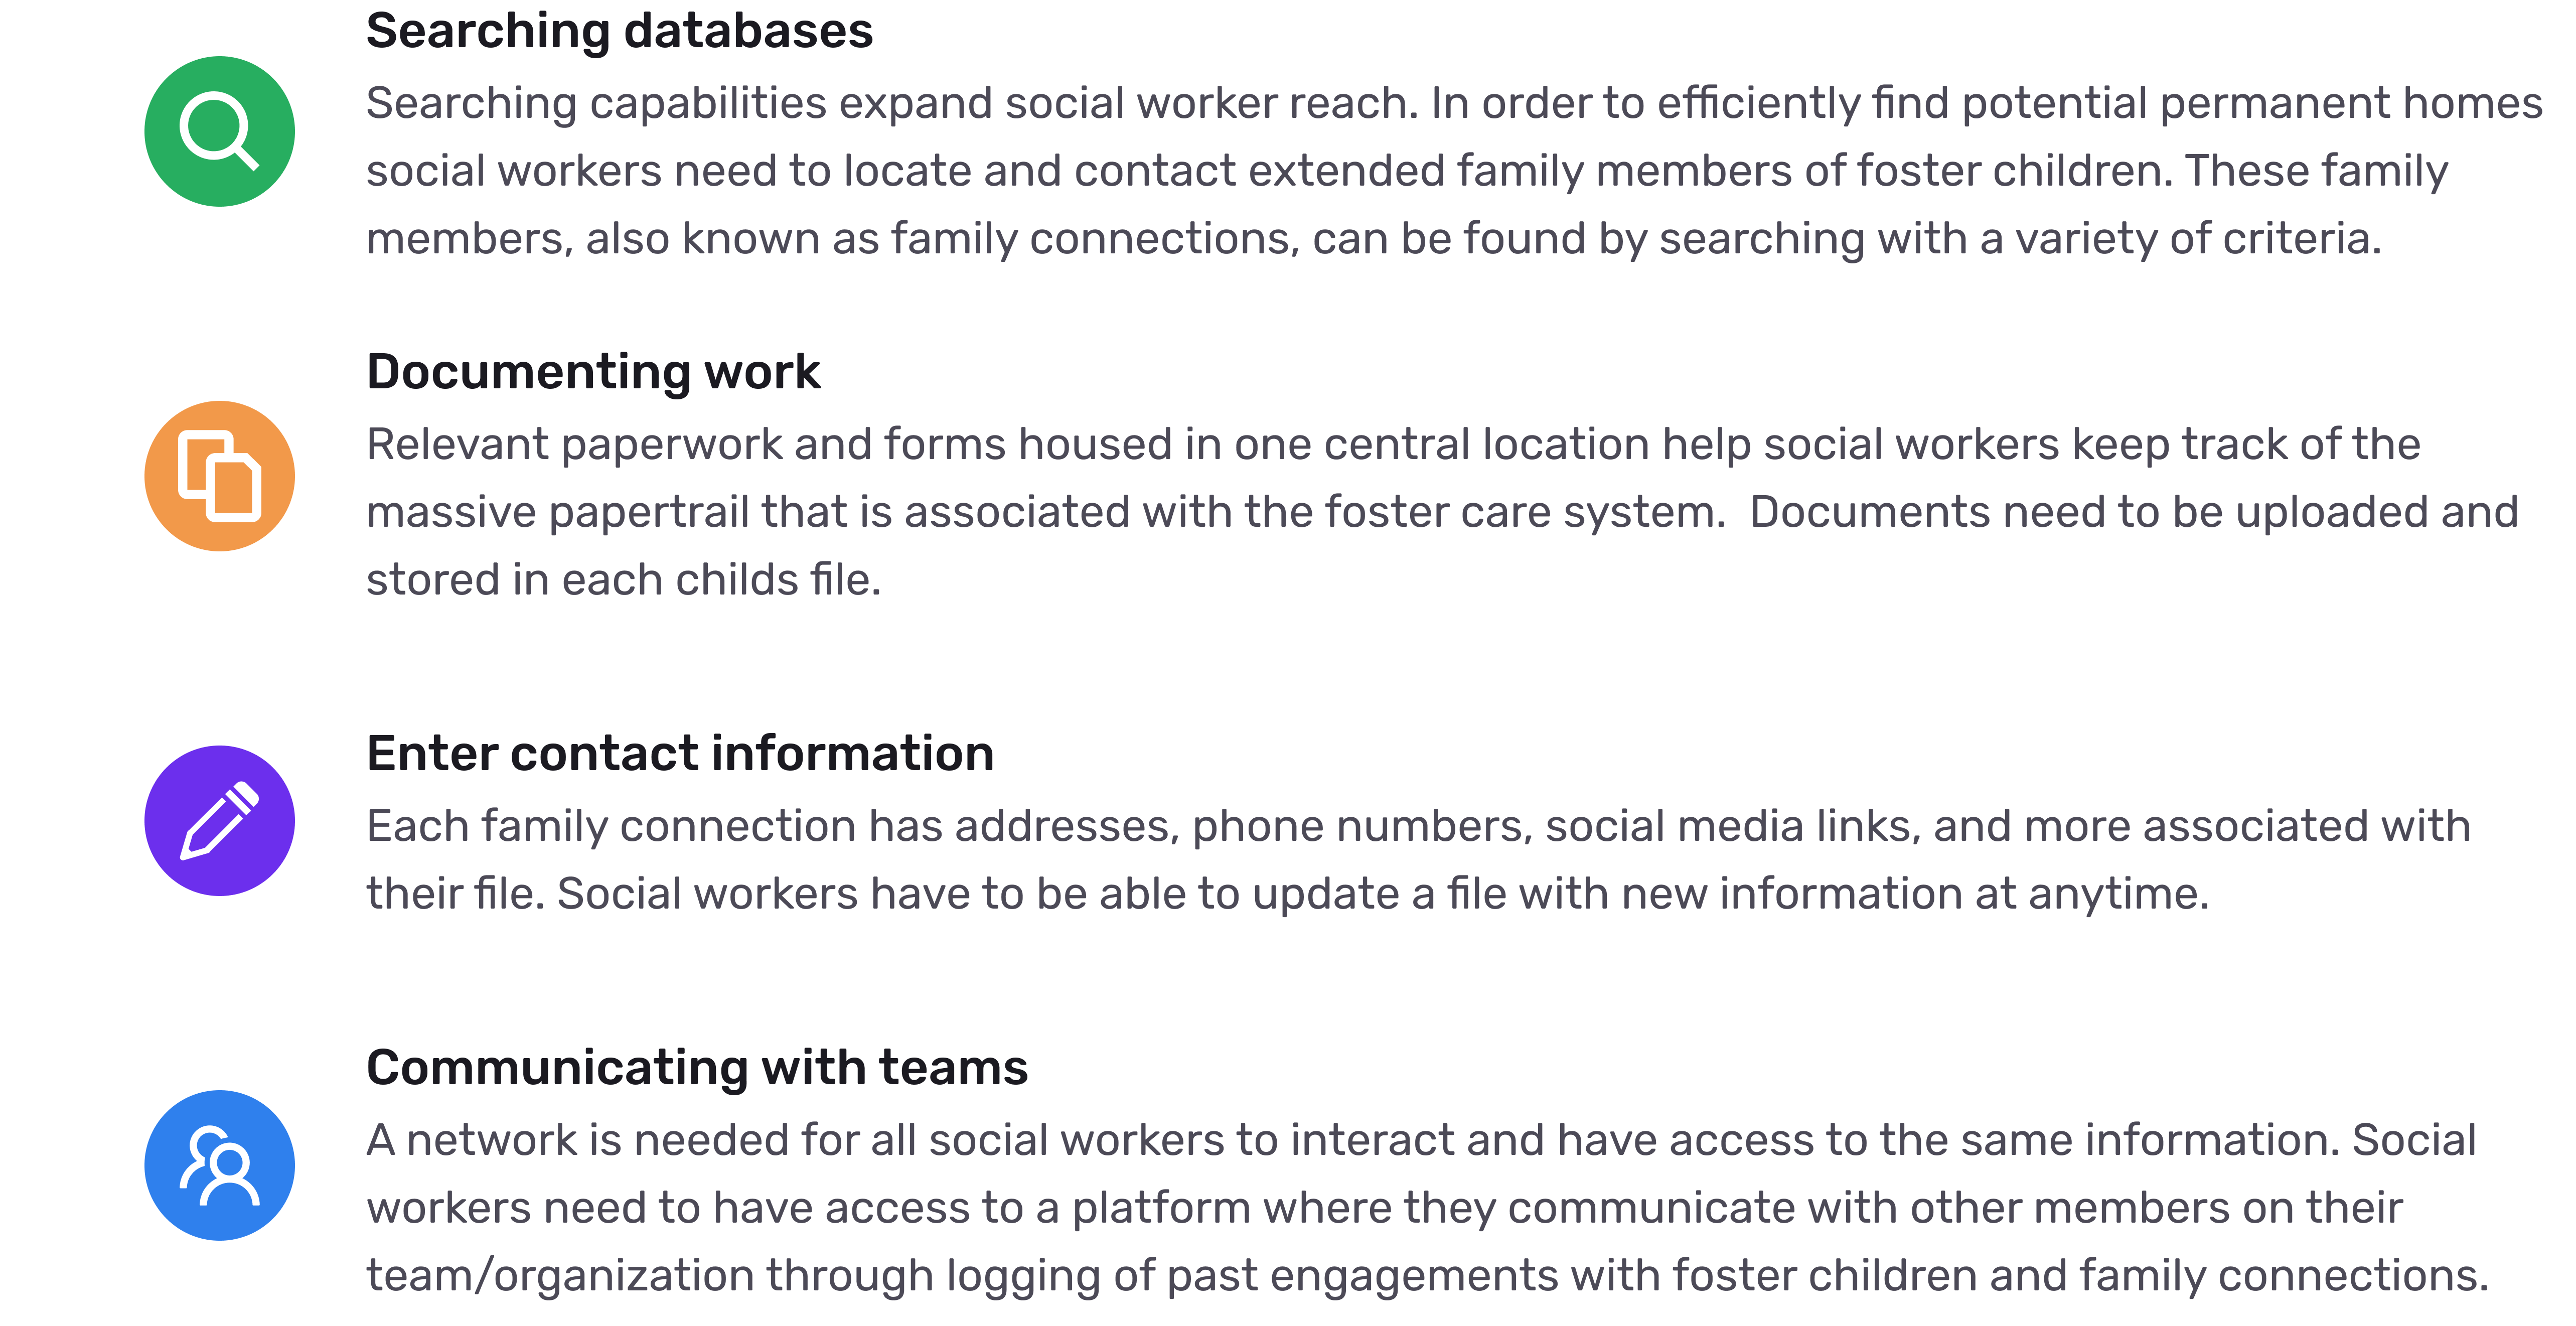 Searching databases
Searching capabilities expand social worker reach. In order to efficiently find potential permanent homes
social workers need to locate and contact extended family members of foster children. These family
members, also known as family connections, can be found by searching with a variety of criteria.
Documenting work
Relevant paperwork and forms housed in one central location help social workers keep track of the
massive papertrail that is associated with the foster care system.  Documents need to be uploaded and
stored in each childs file.
Enter contact information
Each family connection has addresses, phone numbers, social media links, and more associated with
their file. Social workers have to be able to update a file with new information at anytime.
Communicating with teams
A network is needed for all social workers to interact and have access to the same information. Social
workers need to have access to a platform where they communicate with other members on their
team/organization through logging of past engagements with foster children and family connections.